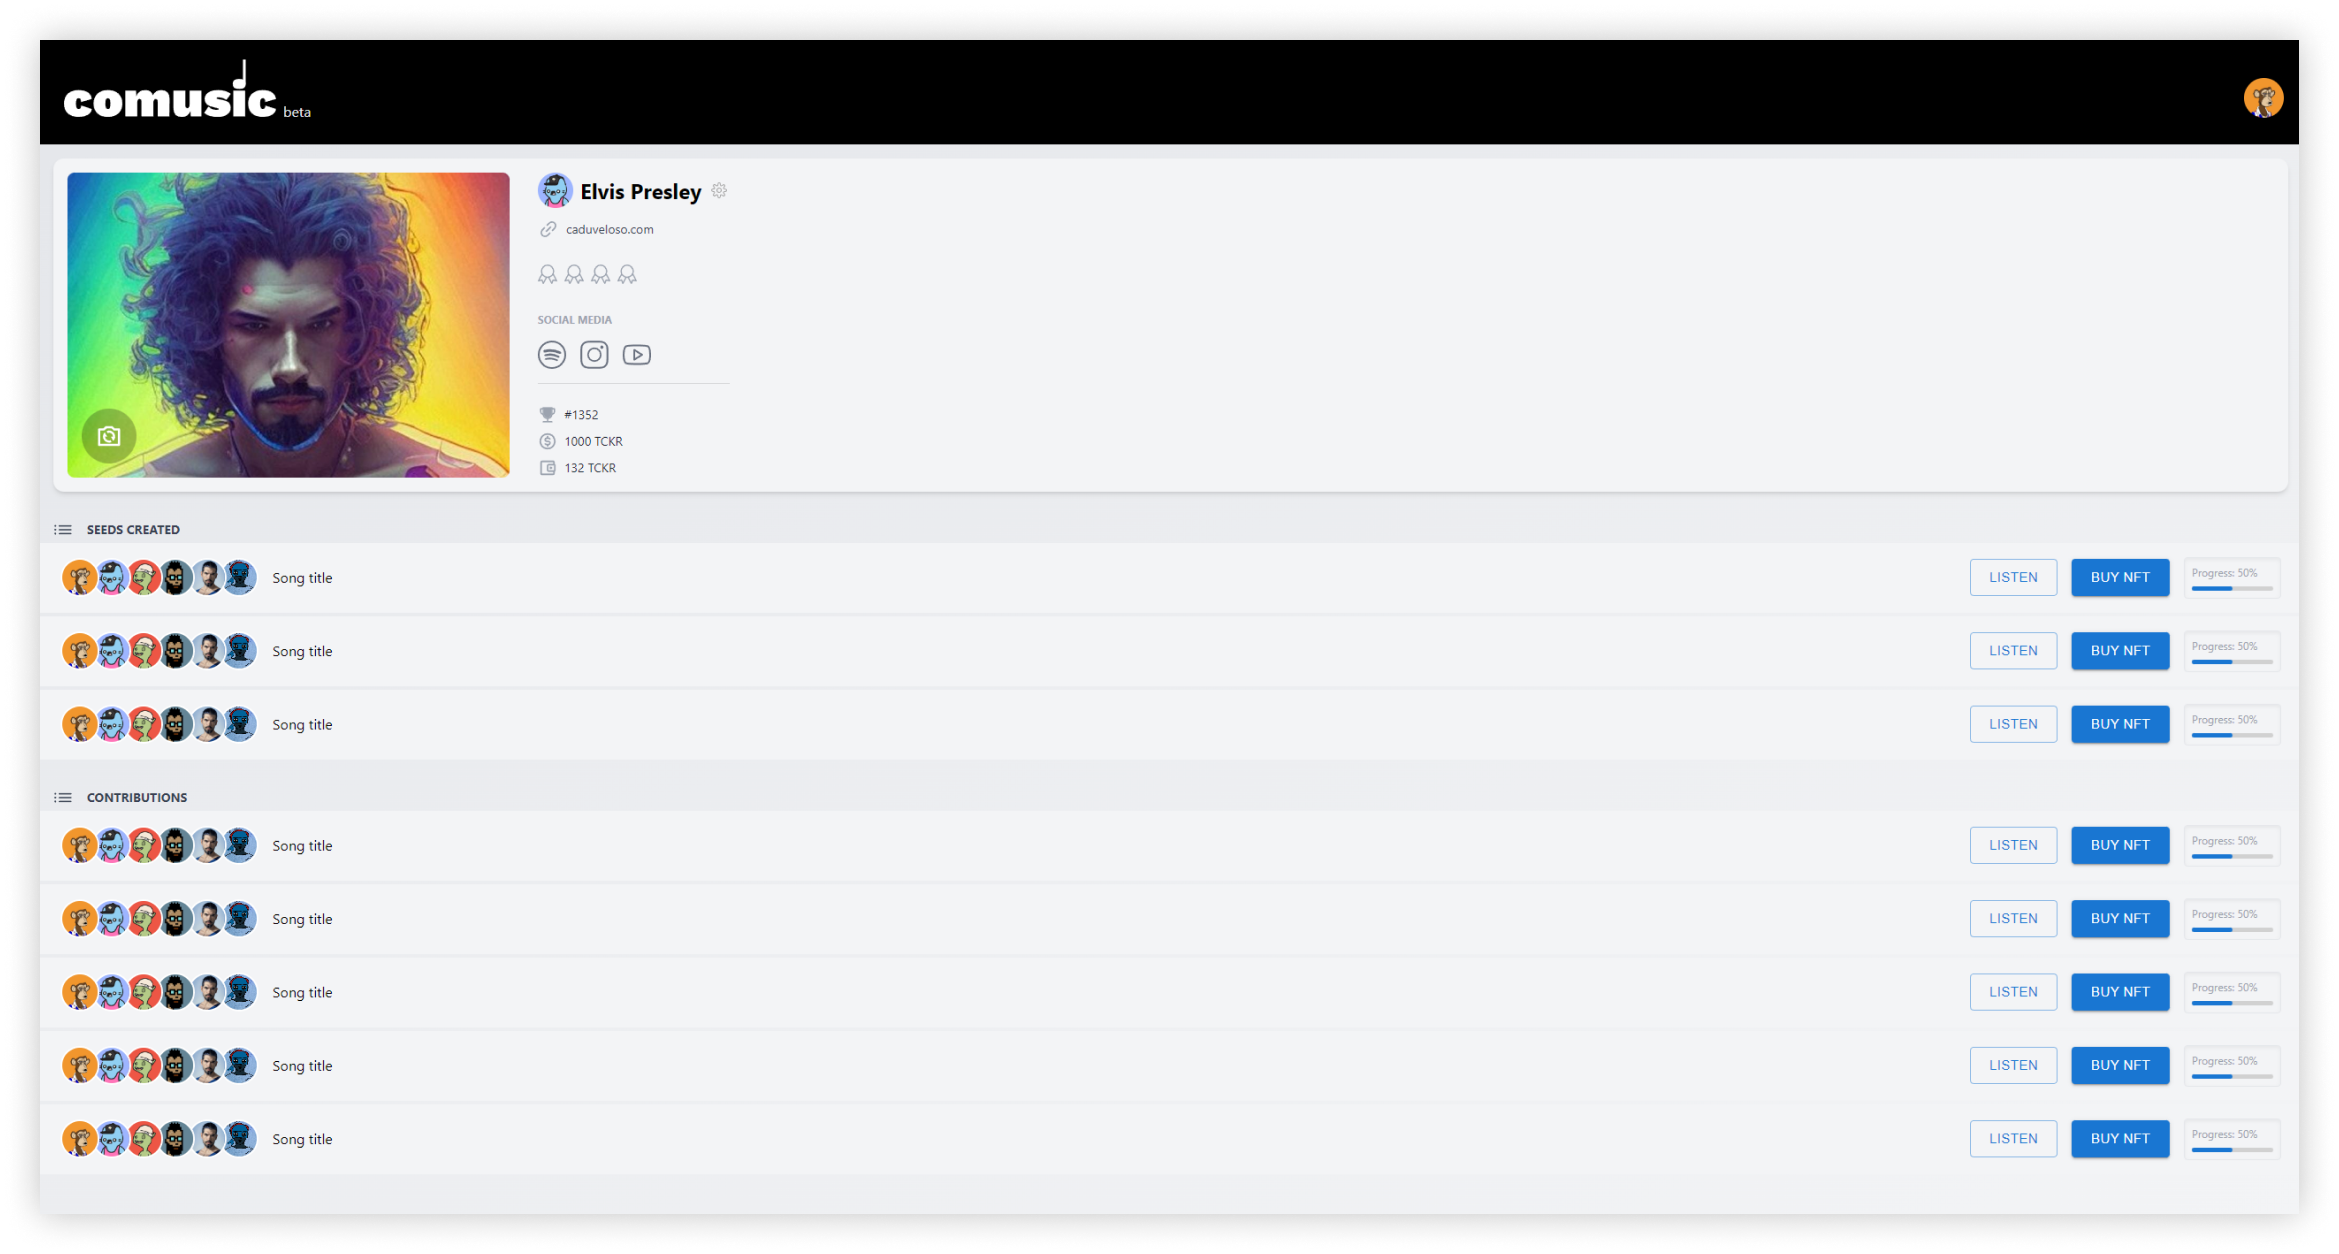 comusic beta
Elvis Presley
caduveloso.com
SOCIAL MEDIA
#1352
1000 TCKR
132 TCKR
SEEDS CREATED
Song title LISTEN BUY NFT Progress: 50%
Song title LISTEN BUY NFT Progress: 50%
Song title LISTEN BUY NFT Progress: 50%
CONTRIBUTIONS
Song title LISTEN BUY NFT Progress: 50%
Song title LISTEN BUY NFT Progress: 50%
Song title LISTEN BUY NFT Progress: 50%
Song title LISTEN BUY NFT Progress: 50%
Song title LISTEN BUY NFT Progress: 50%